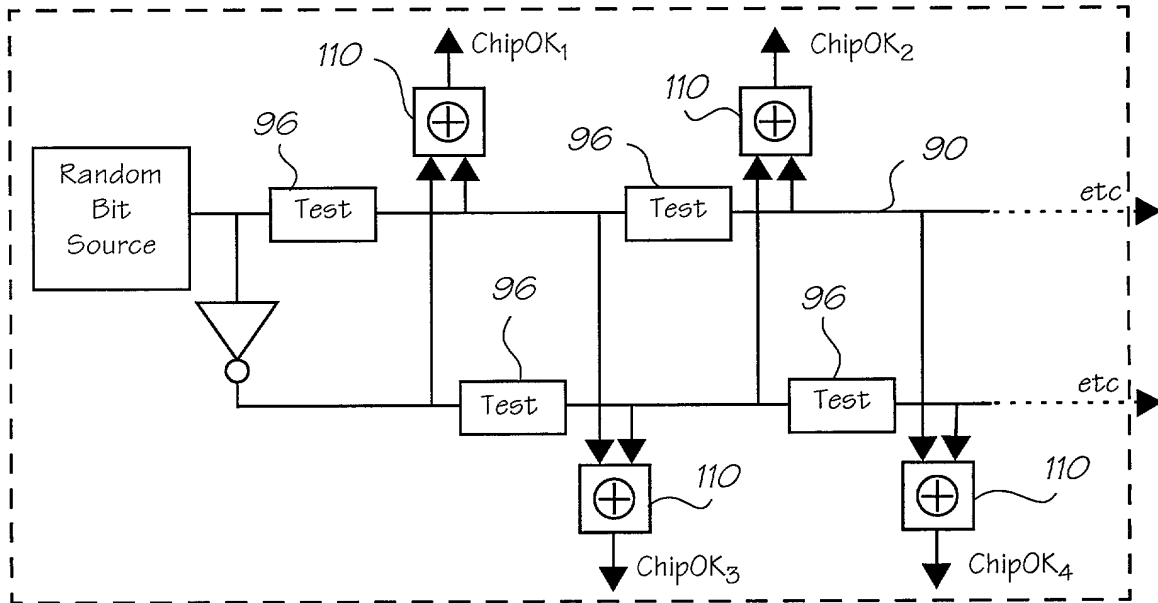 110
ChipOK1
110
ChipOK2
96
96
90
Random
Bit
Source
Test
Test
etc
96
96
Test
Test
etc
110
110
ChipOK3
ChipOK4